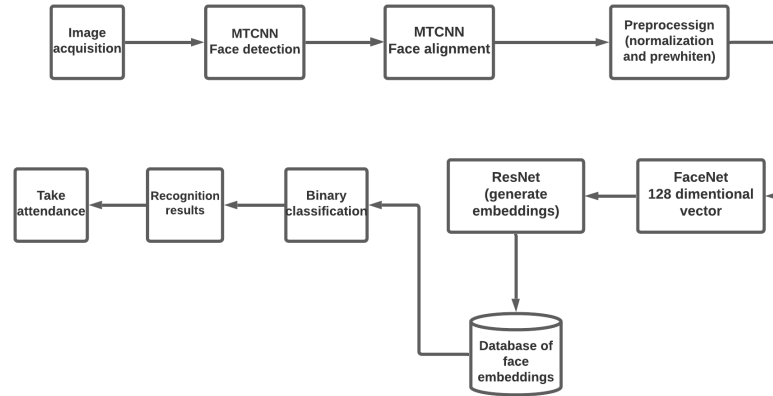 Image
acquisition
MTCNN
Face detection
MTCNN
Face alignment
Preprocessign
(normalization
and prewhiten)
Take
attendance
Recognition
results
Binary
classification
ResNet
(generate
embeddings)
FaceNet
128 dimentional
vector
Database of
face
embeddings